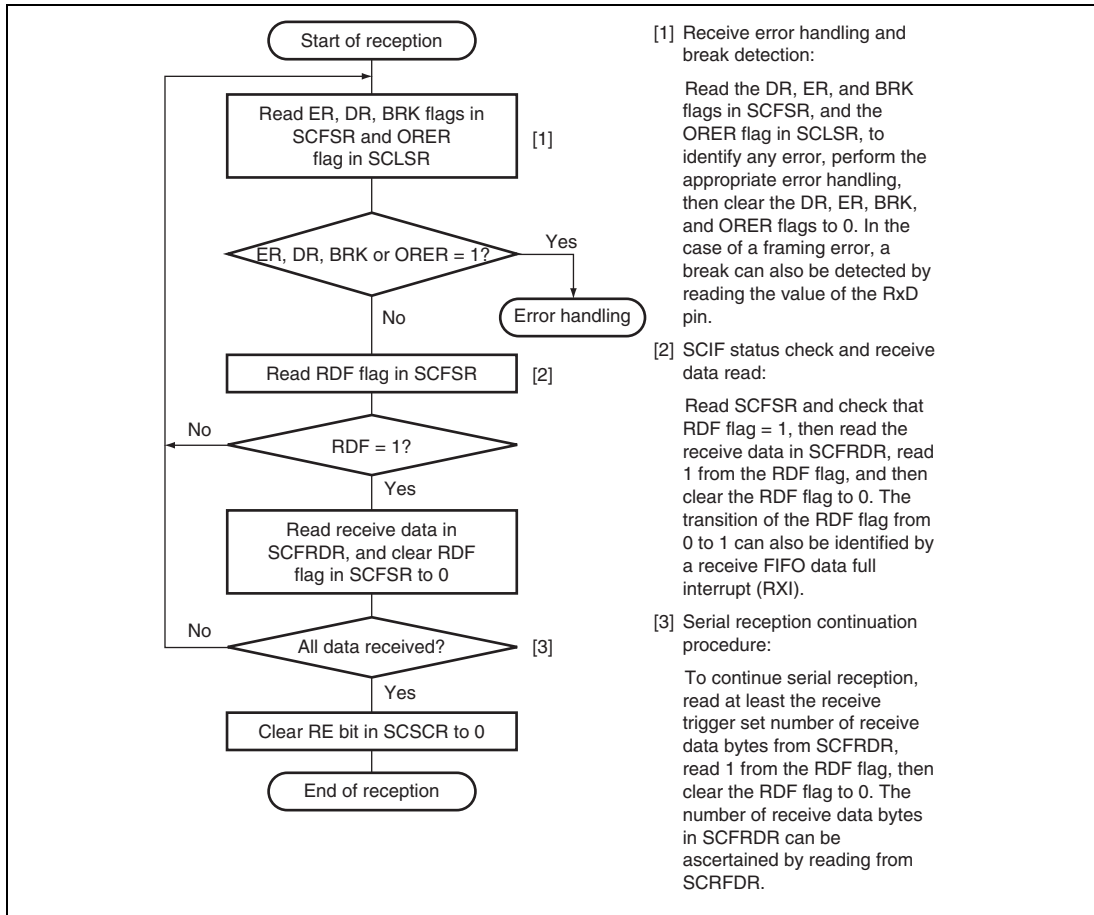 Start of reception
Read ER, DR, BRK flags in
SCFSR and ORER
flag in SCLSR
[1]
ER, DR, BRK or ORER = 1?
Yes
No
Error handling
Read RDF flag in SCFSR
[2]
No
RDF = 1?
Yes
Read receive data in
SCFRDR, and clear RDF
flag in SCFSR to 0
No
All data received?
[3]
Yes
Clear RE bit in SCSCR to 0
End of reception
[1] Receive error handling and
break detection:
Read the DR, ER, and BRK
flags in SCFSR, and the
ORER flag in SCLSR, to
identify any error, perform the
appropriate error handling,
then clear the DR, ER, BRK,
and ORER flags to 0. In the
case of a framing error, a
break can also be detected by
reading the value of the RxD
pin.
[2] SCIF status check and receive
data read:
Read SCFSR and check that
RDF flag = 1, then read the
receive data in SCFRDR, read
1 from the RDF flag, and then
clear the RDF flag to 0. The
transition of the RDF flag from
0 to 1 can also be identified by
a receive FIFO data full
interrupt (RXI).
[3] Serial reception continuation
procedure:
To continue serial reception,
read at least the receive
trigger set number of receive
data bytes from SCFRDR,
read 1 from the RDF flag, then
clear the RDF flag to 0. The
number of receive data bytes
in SCFRDR can be
ascertained by reading from
SCRFDR.